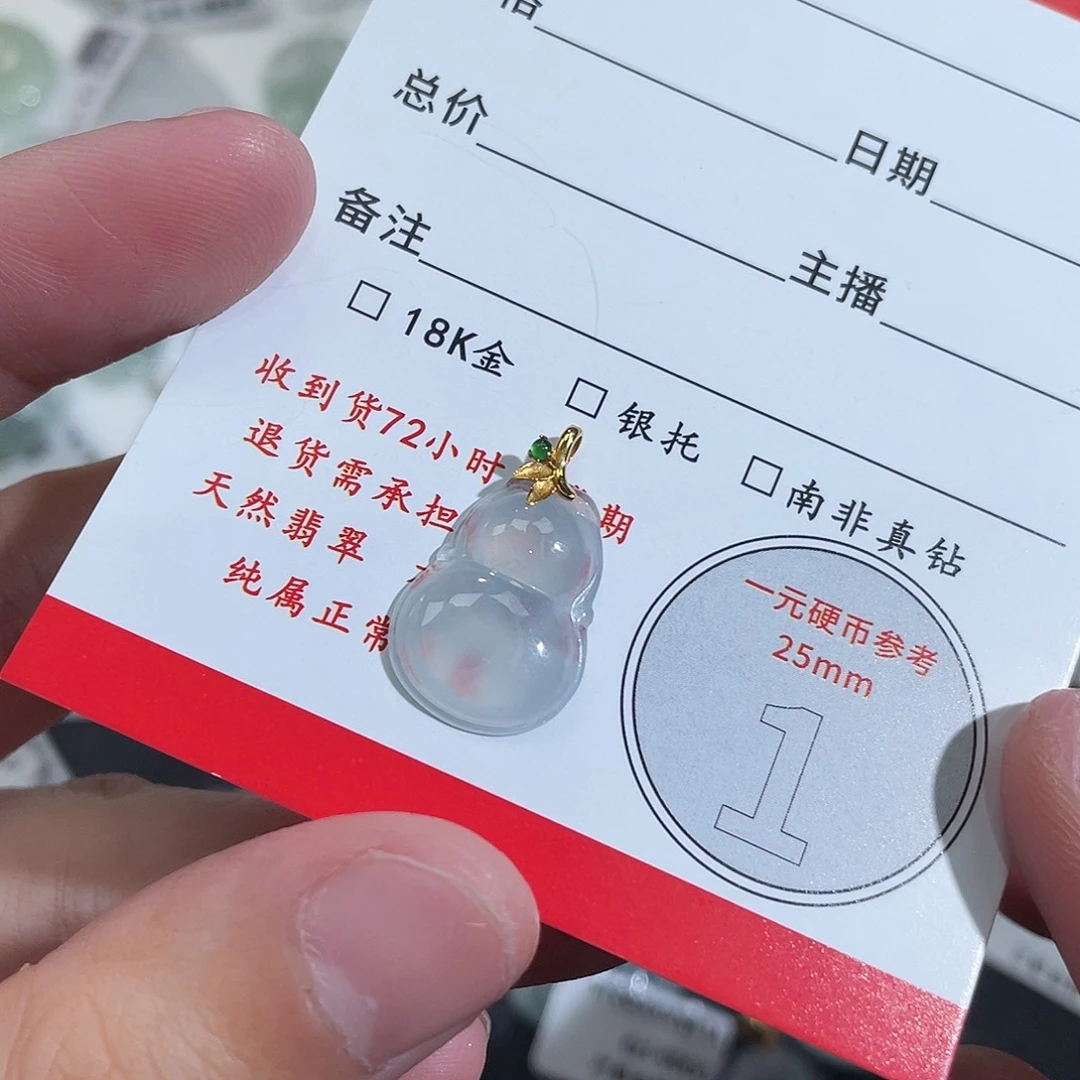 总价
日期
备注
主播
□ 18K金
□ 银托
□ 南非真钻
收到货72小时
期
退货需承担
天然翡翠
纯属正常
一元硬币参考
25mm
1